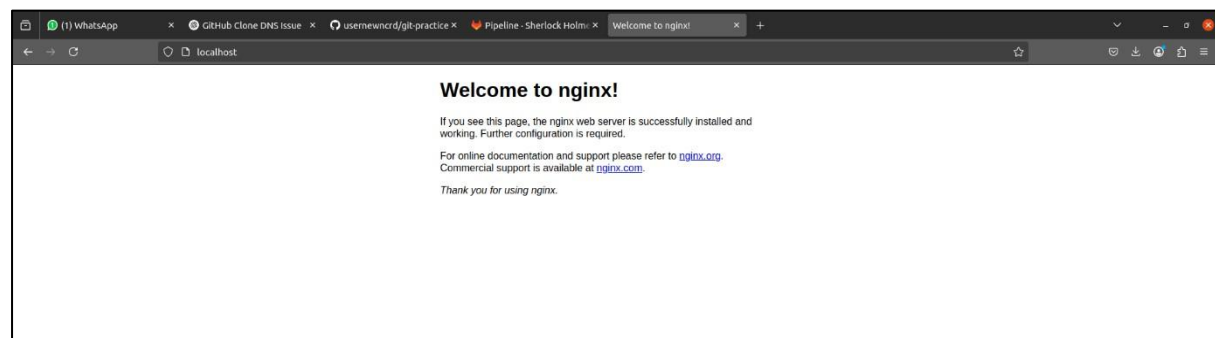 (1) WhatsApp
GitHub Clone DNS Issue
usernewncrd/git-practice
Pipeline - Sherlock Holme
Welcome to nginx!
localhost
Welcome to nginx!
If you see this page, the nginx web server is successfully installed and
working. Further configuration is required.
For online documentation and support please refer to nginx.org.
Commercial support is available at nginx.com.
Thank you for using nginx.